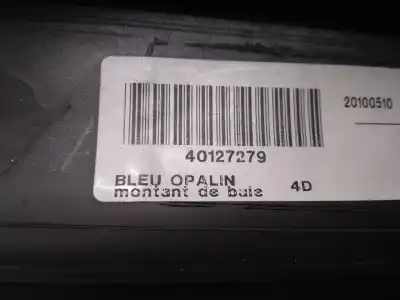 20100510
40127279
BLEU OPALIN
montant de baie 4D